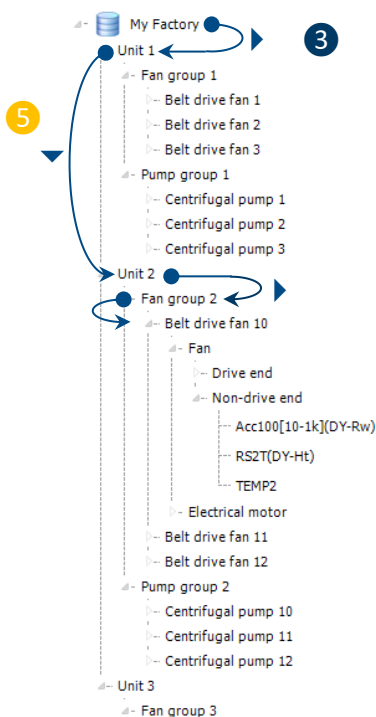 My Factory
3
Unit 1
Fan group 1
5
Belt drive fan 1
Belt drive fan 2
Belt drive fan 3
Pump group 1
Centrifugal pump 1
Centrifugal pump 2
Centrifugal pump 3
Unit 2
Fan group 2
Belt drive fan 10
Fan
Drive end
Non-drive end
Acc100[10-1k](DY-Rw)
RS2T(DY-Ht)
TEMP2
Electrical motor
Belt drive fan 11
Belt drive fan 12
Pump group 2
Centrifugal pump 10
Centrifugal pump 11
Centrifugal pump 12
Unit 3
Fan group 3